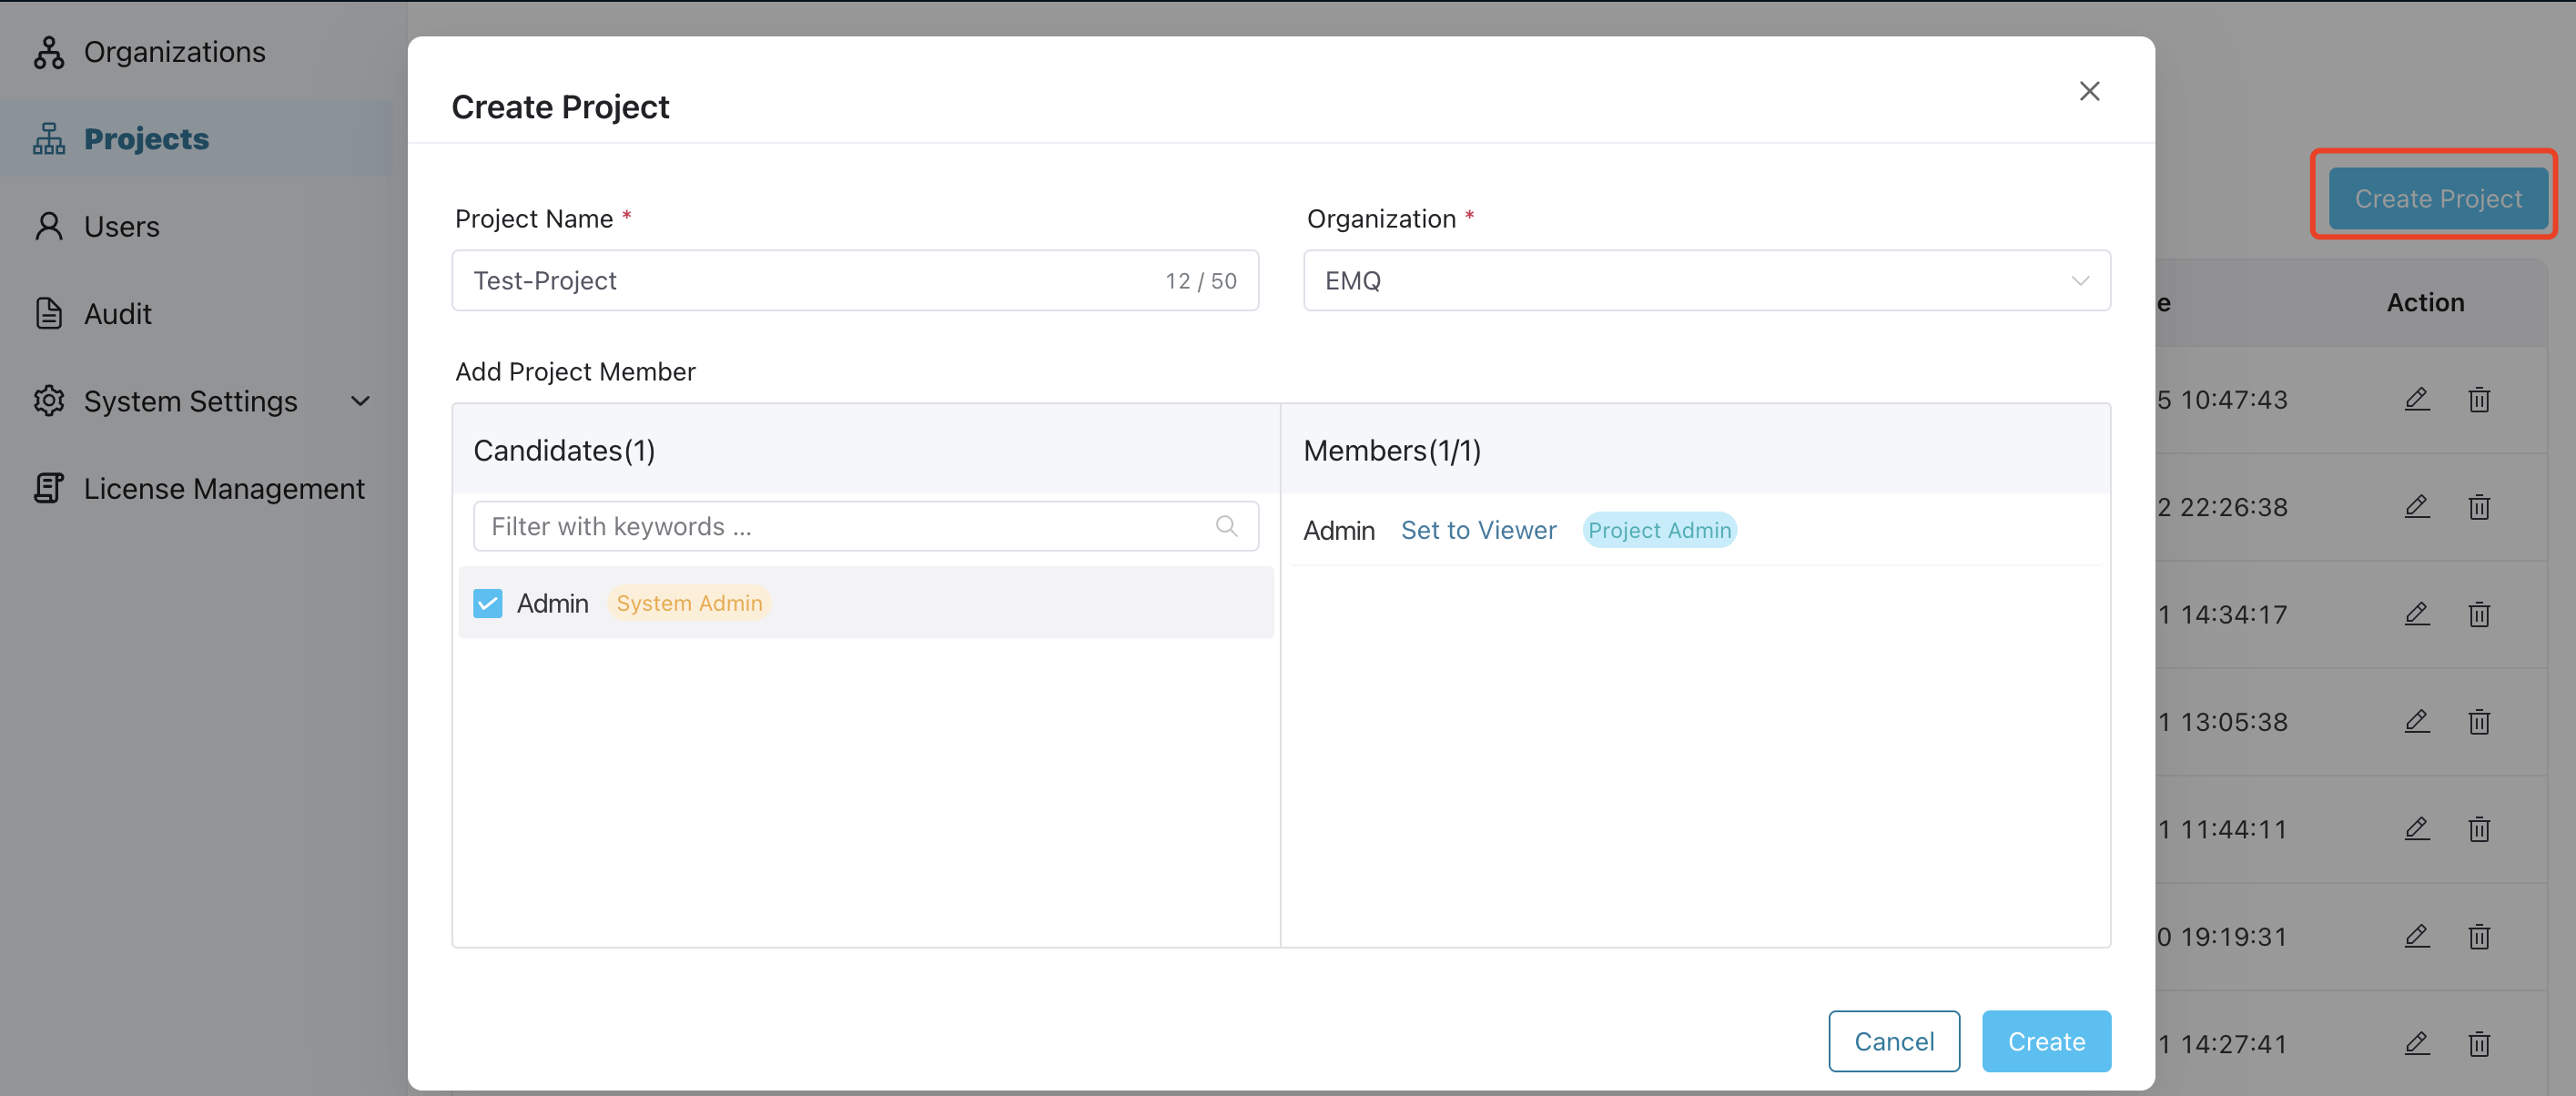 Organizations
Projects
Users
Audit
System Settings
License Management
Create Project
Project Name *
Test-Project 12 / 50
Organization *
EMQ
Add Project Member
Candidates(1)
Filter with keywords ...
Admin System Admin
Members(1/1)
Admin Set to Viewer Project Admin
Cancel Create
Create Project
e Action
5 10:47:43
2 22:26:38
1 14:34:17
1 13:05:38
1 11:44:11
0 19:19:31
1 14:27:41